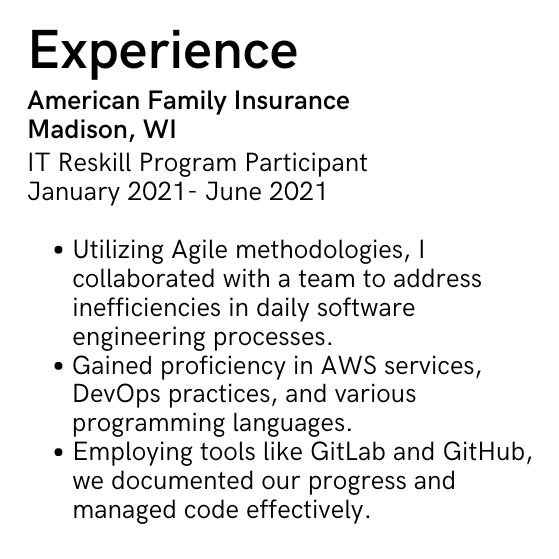 Experience
American Family Insurance
Madison, WI
IT Reskill Program Participant
January 2021- June 2021
• Utilizing Agile methodologies, I
collaborated with a team to address
inefficiencies in daily software
engineering processes.
• Gained proficiency in AWS services,
DevOps practices, and various
programming languages.
• Employing tools like GitLab and GitHub,
we documented our progress and
managed code effectively.